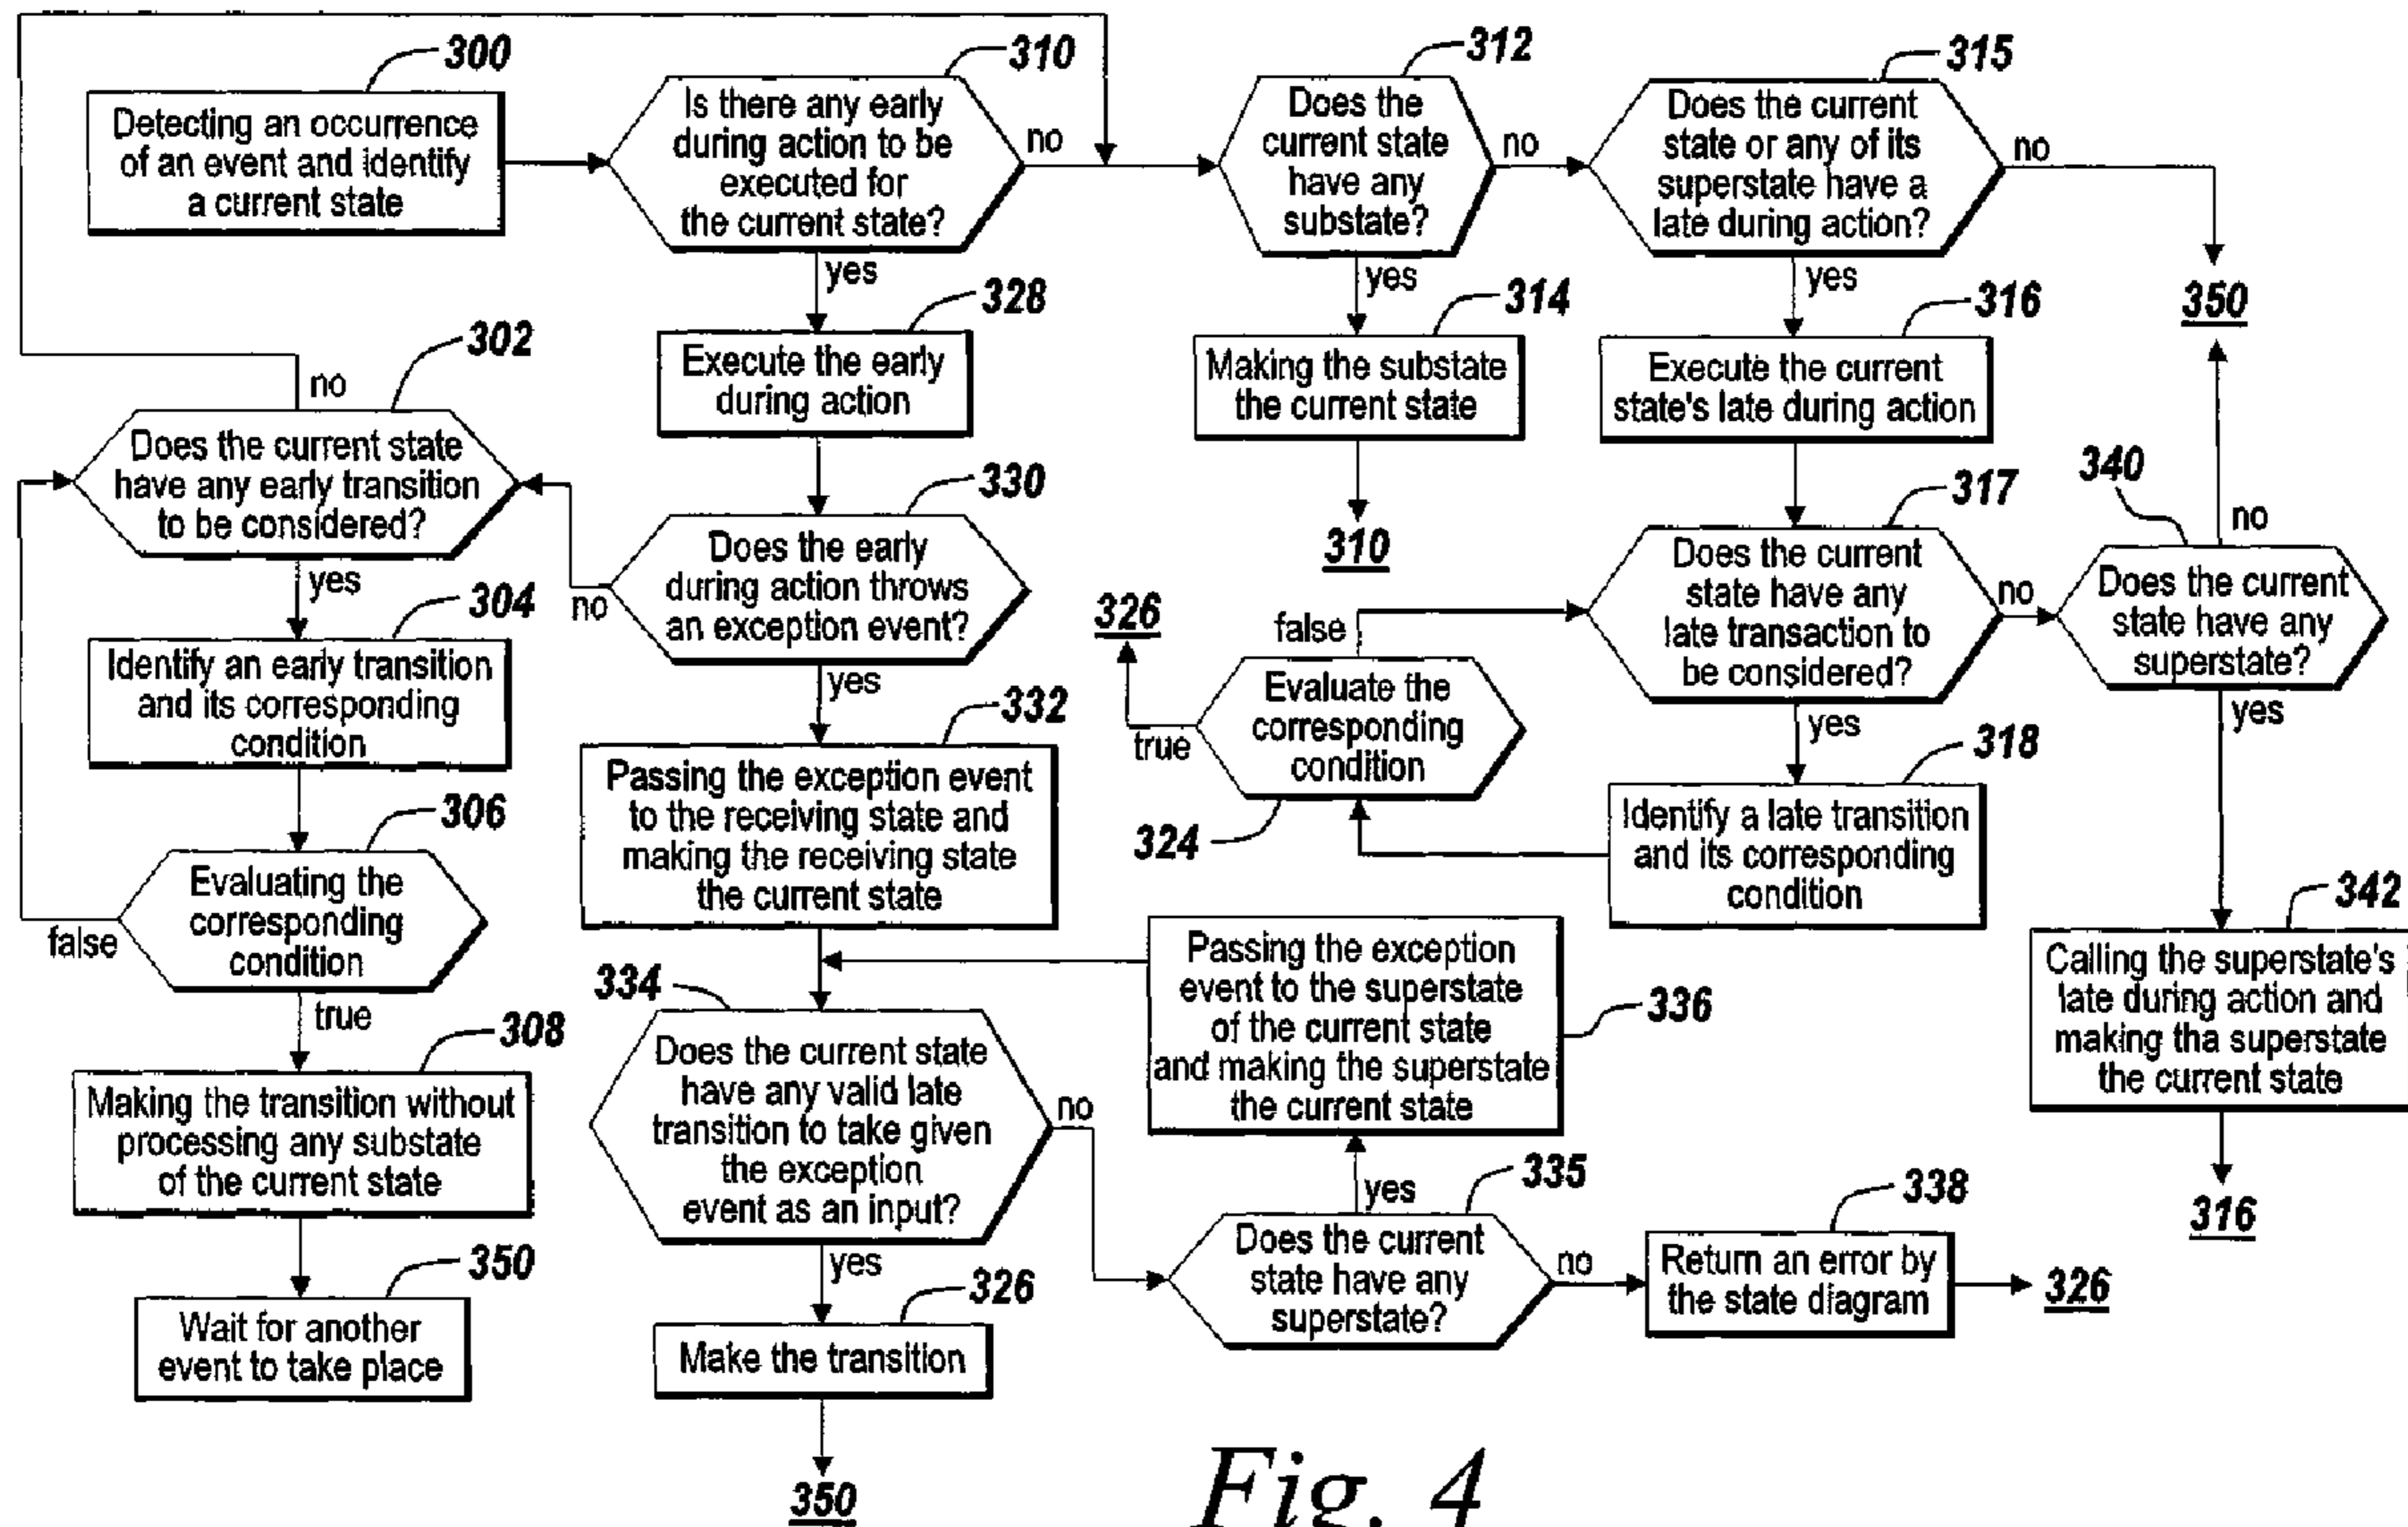 300
Detecting an occurrence
of an event and identify
a current state
310
Is there any early
during action to be
executed for
the current state?
no
yes
312
Does the
current state
have any
substate?
no
yes
315
Does the current
state or any of its
superstate have a
late during action?
no
yes
350
328
Execute the early
during action
314
Making the substate
the current state
310
316
Execute the current
state's late during action
302
no
Does the current state
have any early transition
to be considered?
yes
330
Does the early
during action throws
an exception event?
no
yes
317
Does the current
state have any
late transaction to
be considered?
no
yes
340
no
Does the current
state have any
superstate?
yes
304
Identify an early transition
and its corresponding
condition
326
false
Evaluate the
corresponding
condition
true
324
318
Identify a late transition
and its corresponding
condition
332
Passing the exception event
to the receiving state and
making the receiving state
the current state
306
Evaluating the
corresponding
condition
false
true
342
Calling the superstate's
late during action and
making tha superstate
the current state
316
336
Passing the exception
event to the superstate
of the current state
and making the superstate
the current state
334
Does the current state
have any valid late
transition to take given
the exception
event as an input?
no
yes
308
Making the transition without
processing any substate
of the current state
335
yes
Does the current
state have any
superstate?
no
338
Return an error by
the state diagram
326
350
Wait for another
event to take place
326
Make the transition
350
Fig. 4